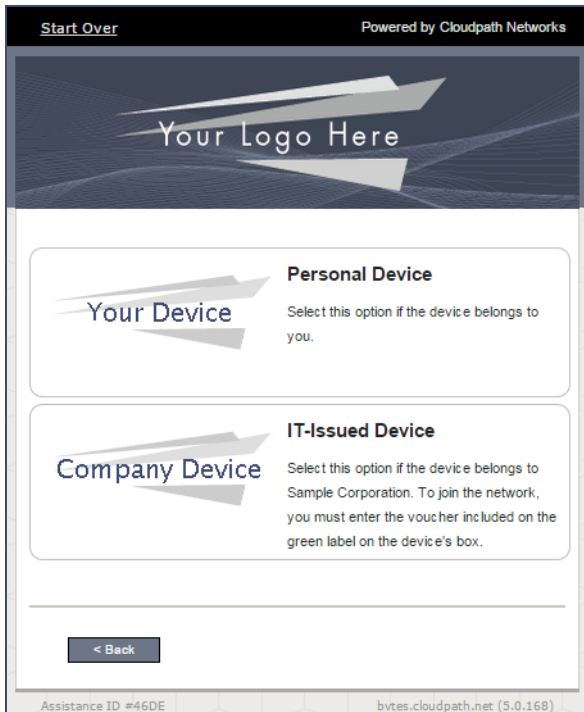 Start Over
Powered by Cloudpath Networks
Your Logo Here
Your Device
Personal Device
Select this option if the device belongs to
you.
Company Device
IT-Issued Device
Select this option if the device belongs to
Sample Corporation. To join the network,
you must enter the voucher included on the
green label on the device's box.
< Back
Assistance ID #46DE
bytes.cloudpath.net (5.0.168)